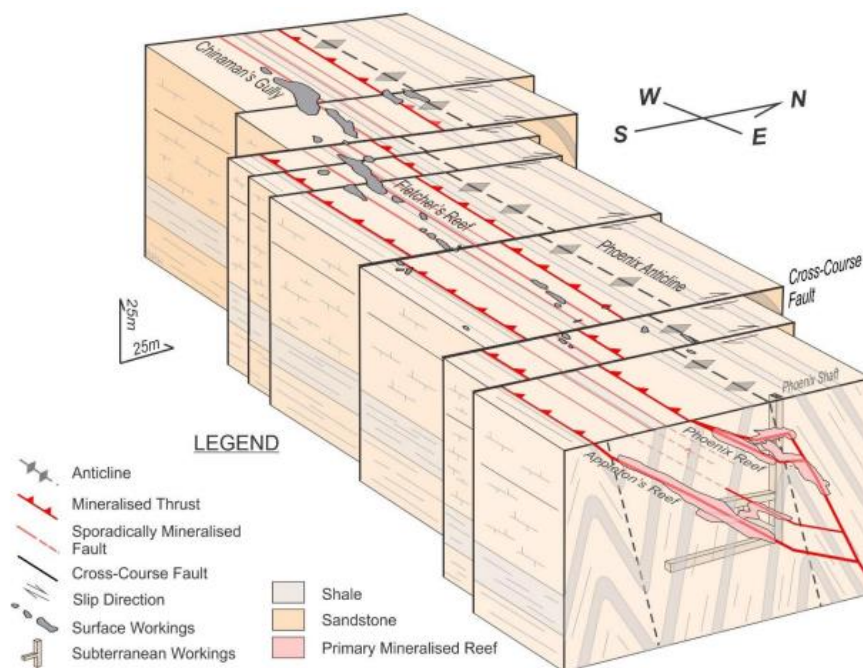 Chinaman's Gully
W
N
S
E
Fletcher's Reef
Phoenix Anticline
Cross-Course
Fault
25m
25m
Phoenix Shaft
Phoenix Reef
Appleton's Reef
LEGEND
Anticline
Mineralised Thrust
Sporadically Mineralised
Fault
Cross-Course Fault
Slip Direction
Surface Workings
Subterranean Workings
Shale
Sandstone
Primary Mineralised Reef